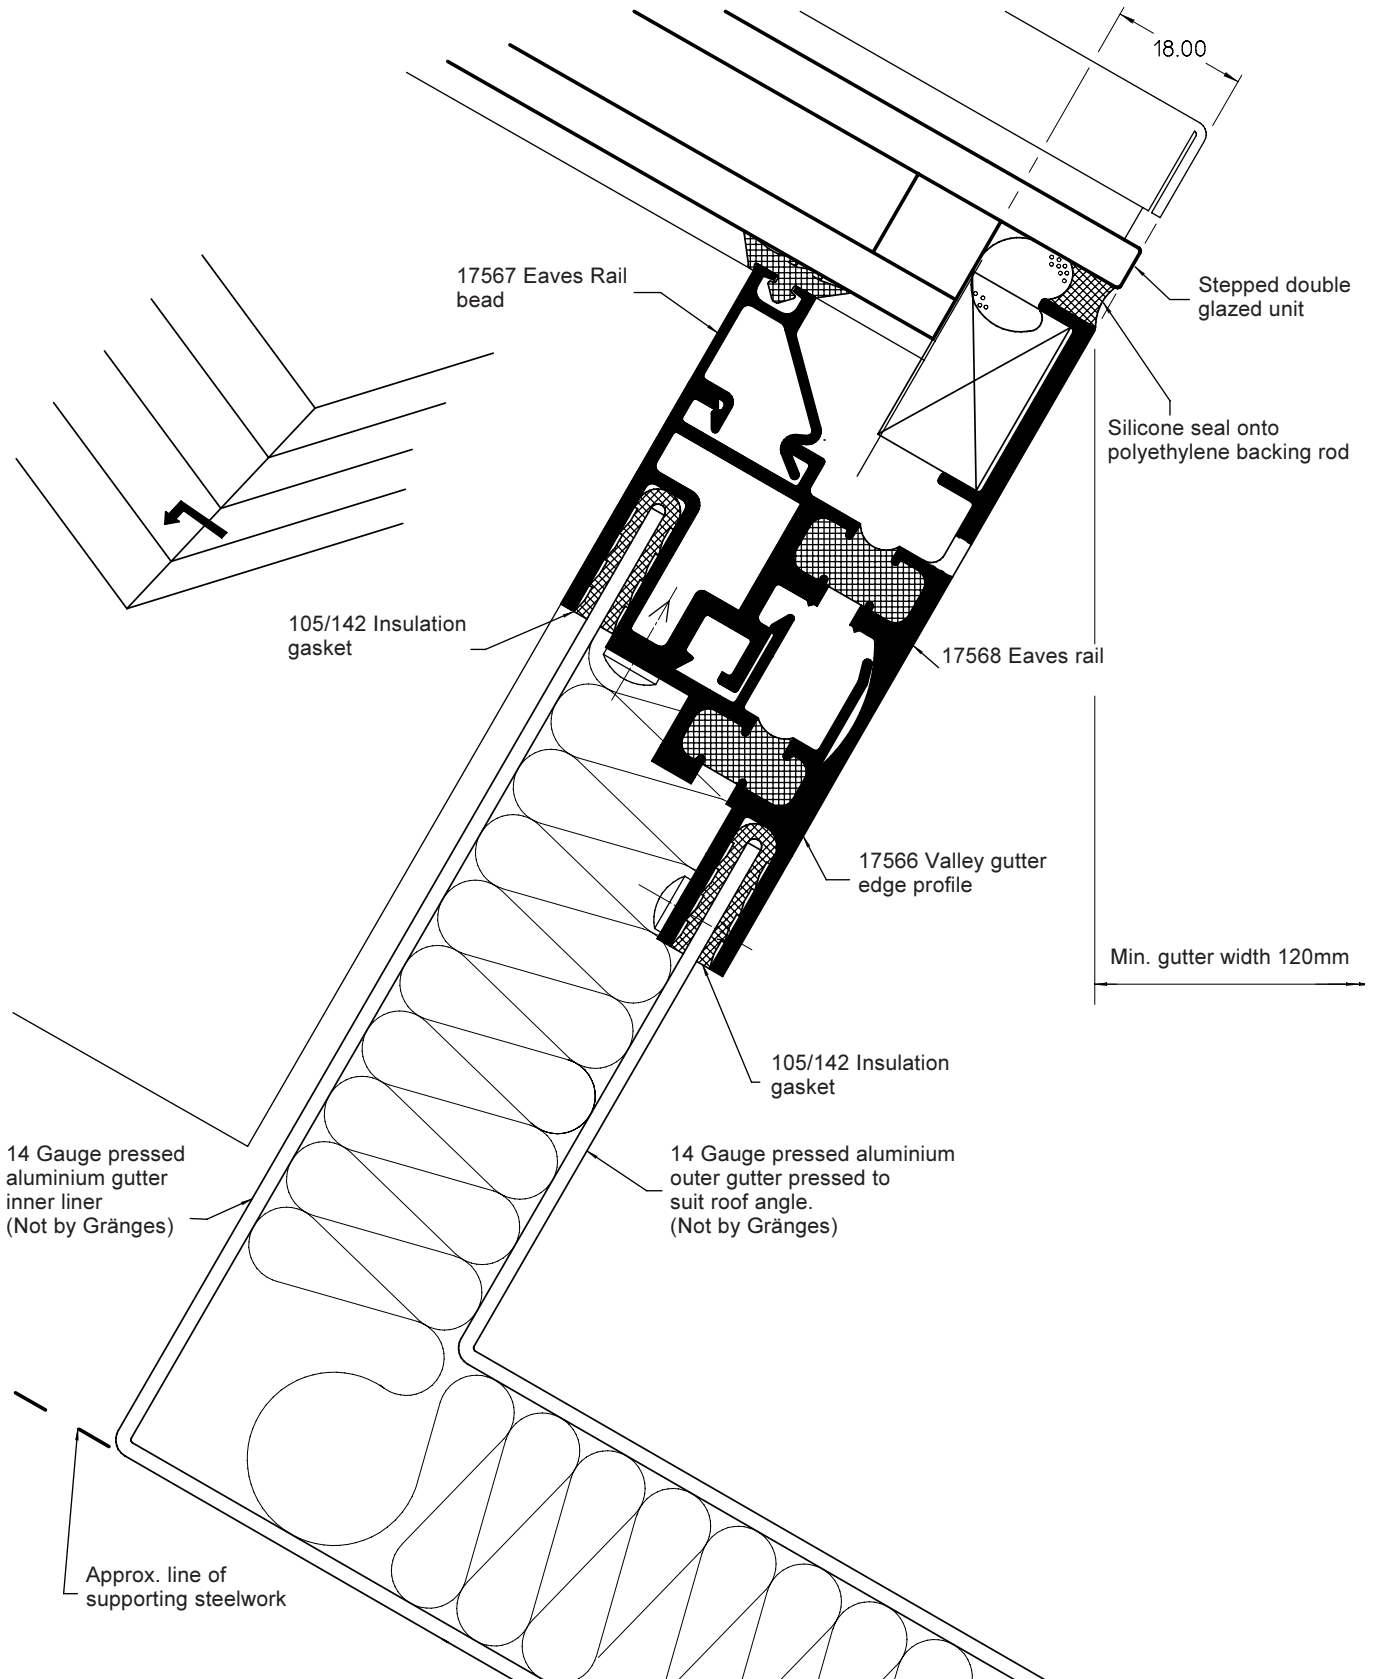 18.00
17567 Eaves Rail
bead
Stepped double
glazed unit
Silicone seal onto
polyethylene backing rod
105/142 Insulation
gasket
17568 Eaves rail
17566 Valley gutter
edge profile
Min. gutter width 120mm
105/142 Insulation
gasket
14 Gauge pressed
aluminium gutter
inner liner
(Not by Gränges)
14 Gauge pressed aluminium
outer gutter pressed to
suit roof angle.
(Not by Gränges)
Approx. line of
supporting steelwork